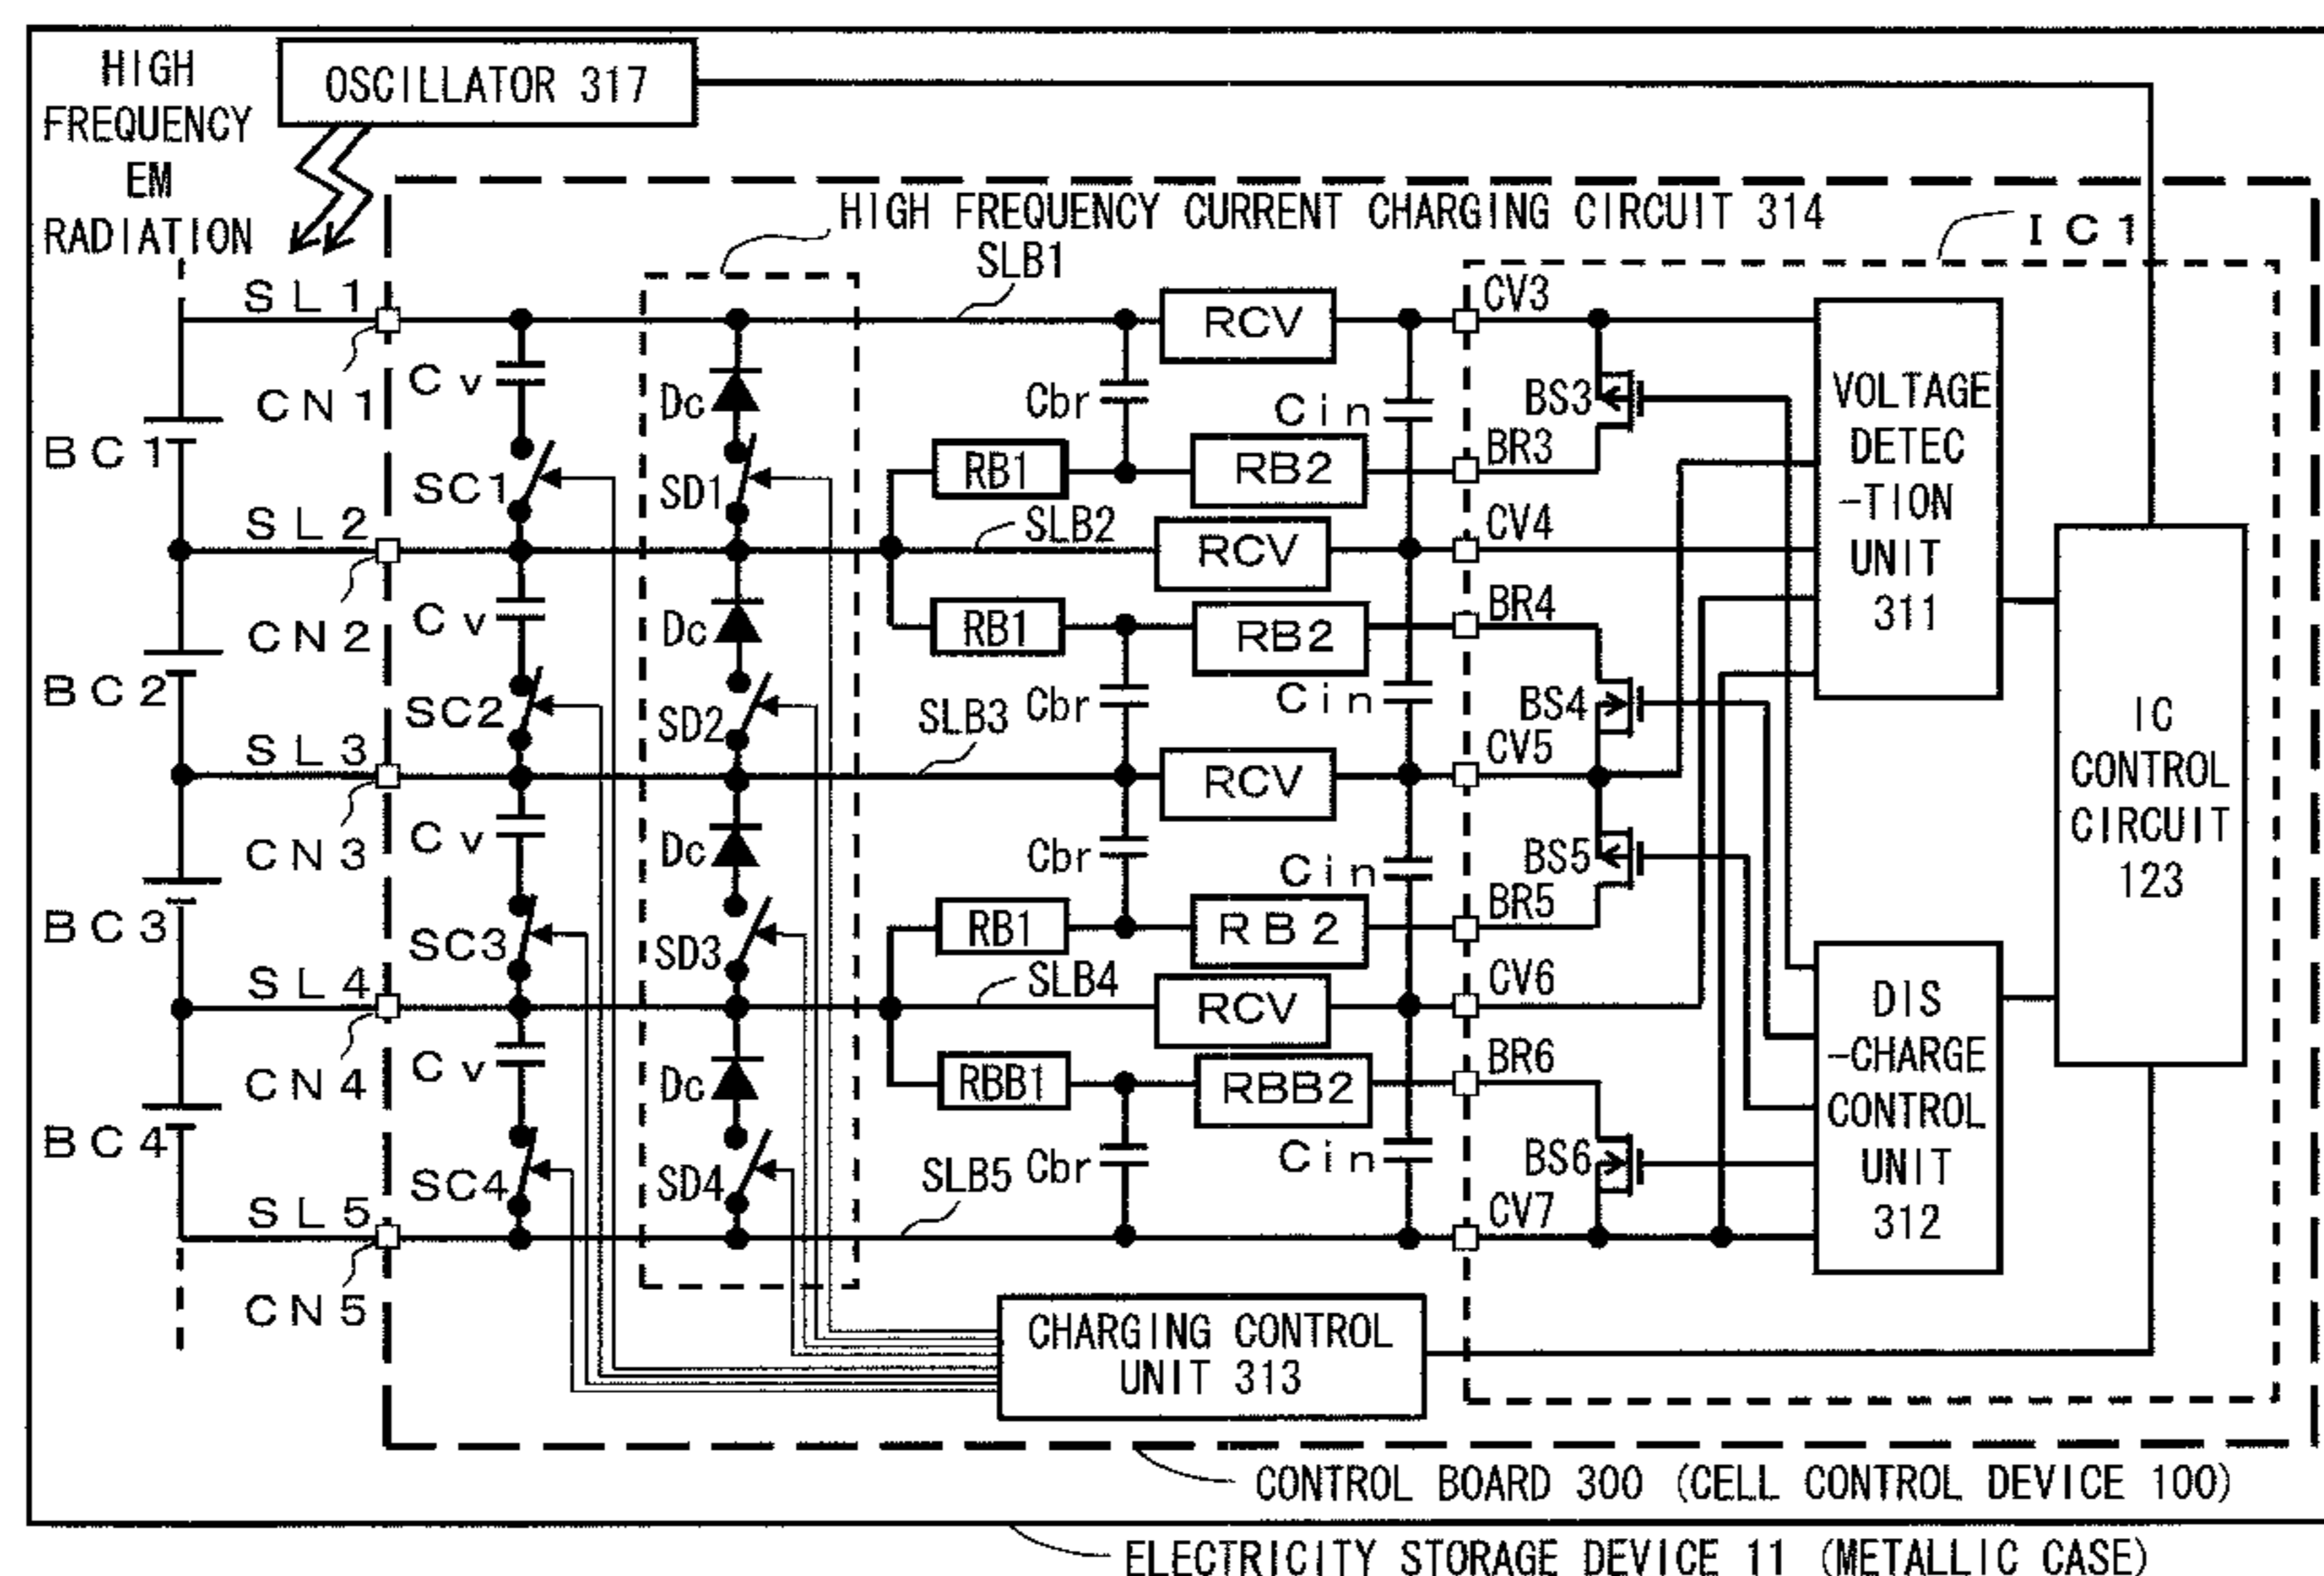 HIGH
FREQUENCY
EM
RADIATION
OSCILLATOR 317
HIGH FREQUENCY CURRENT CHARGING CIRCUIT 314
IC1
SL1
SLB1
RCV
CV3
CN1
Cv
Dc
Cbr
Cin
BS3
VOLTAGE
DETEC
-TION
UNIT
311
BC1
SC1
SD1
RB1
RB2
BR3
SL2
SLB2
RCV
CV4
CN2
Cv
Dc
RB1
RB2
BR4
BC2
SC2
SD2
SLB3
Cbr
Cin
BS4
IC
CONTROL
CIRCUIT
123
SL3
RCV
CV5
CN3
Cv
Dc
Cbr
Cin
BS5
BC3
SC3
SD3
RB1
RB2
BR5
SL4
SLB4
RCV
CV6
DIS
-CHARGE
CONTROL
UNIT
312
CN4
Cv
Dc
RBB1
RBB2
BR6
BC4
SC4
SD4
SLB5
Cbr
Cin
BS6
SL5
CV7
CN5
CHARGING CONTROL
UNIT 313
CONTROL BOARD 300 (CELL CONTROL DEVICE 100)
ELECTRICITY STORAGE DEVICE 11 (METALLIC CASE)